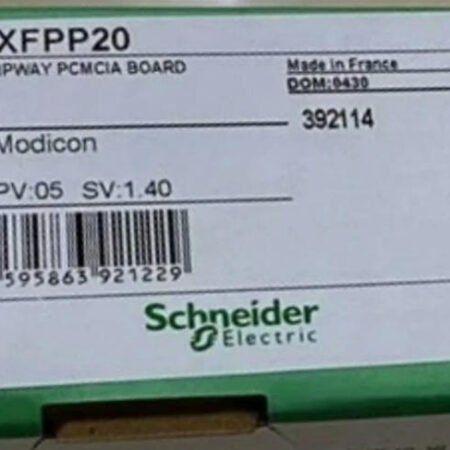 XFPP20
IPWAY PCMCIA BOARD
Made in France
DOM:0430
392114
Modicon
PV:05 SV:1.40
595863 921229
Schneider
Electric